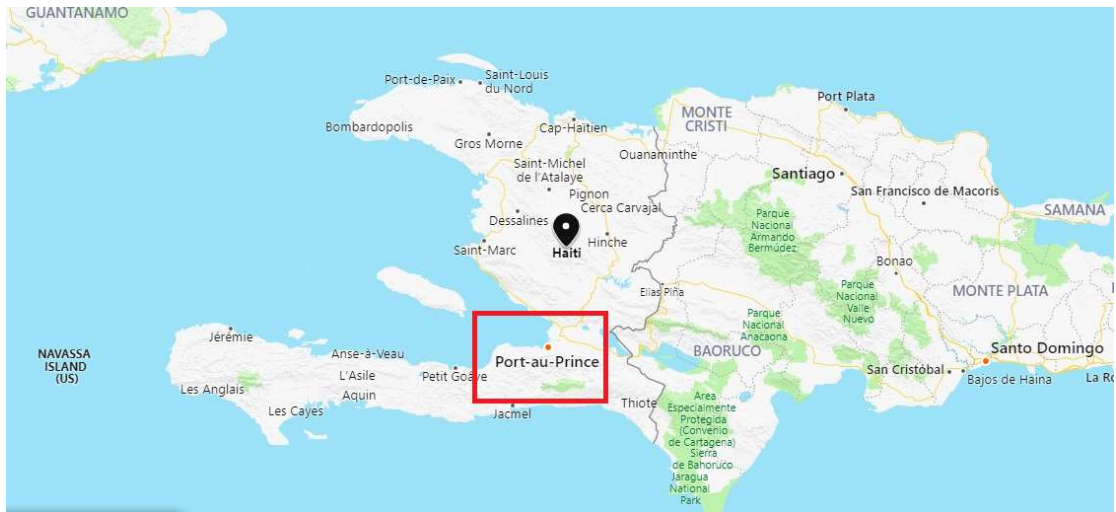 GUANTANAMO
Port-de-Paix
Saint-Louis
du Nord
Port Plata
MONTE
CRISTI
Bombardopolis
Cap-Haïtien
Gros Morne
Ouanaminthe
Saint-Michel
de l'Atalaye
Santiago
San Francisco de Macorís
Pignon
Cerca Carvajal
SAMANA
Dessalines
Parque
Nacional
Armando
Bermúdez
Saint-Marc
Hinche
Haiti
Bonao
Elias Piña
Parque
Nacional
Valle
Nuevo
MONTE PLATA
Parque
Nacional
Anacaona
Jérémie
NAVASSA
ISLAND
(US)
Anse-à-Veau
BAORUCO
Santo Domingo
Port-au-Prince
L'Asile
Petit Goâve
San Cristóbal
Bajos de Haina
La Ro
Les Anglais
Aquin
Les Cayes
Jacmel
Thiote
Area
Especialmente
Protegida
(Convenio
de Cartagena)
Sierra
de Bahoruco
Jaragua
National
Park